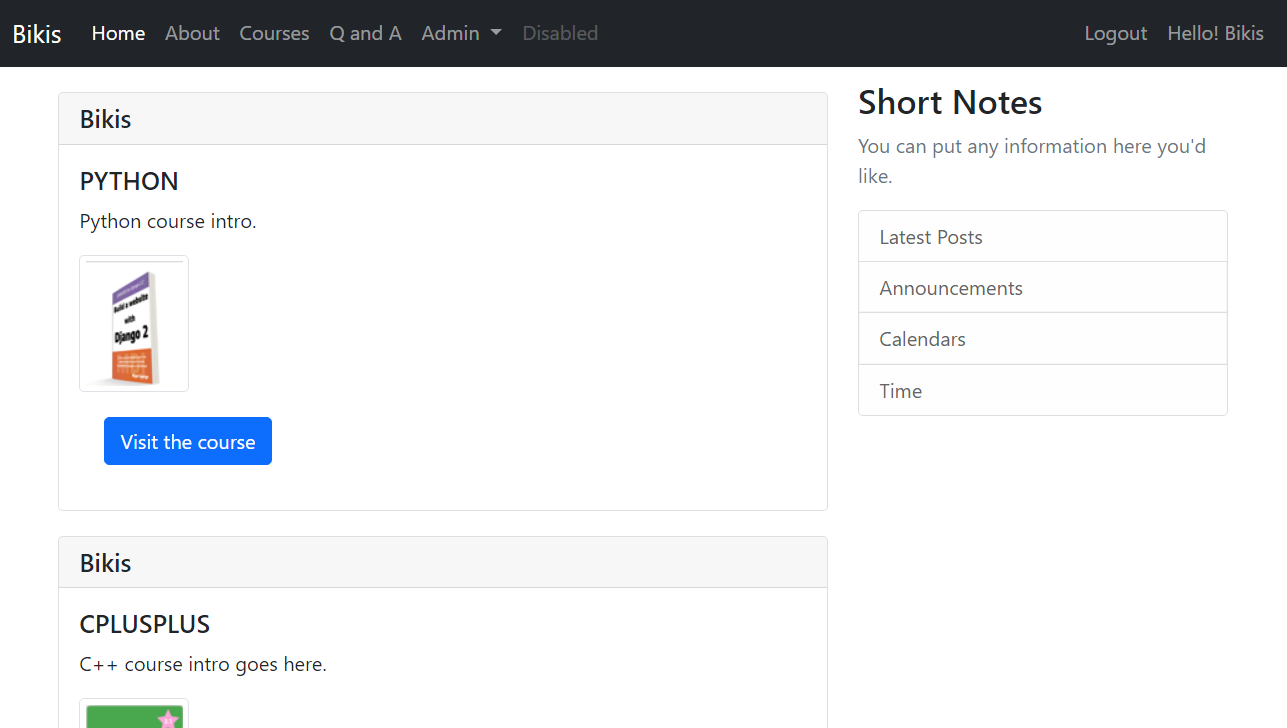 Bikis Home About Courses Q and A Admin Disabled Logout Hello! Bikis
Bikis
PYTHON
Python course intro.
Build a website
with
Django 2
Visit the course
Bikis
CPLUSPLUS
C++ course intro goes here.
Short Notes
You can put any information here you'd
like.
Latest Posts
Announcements
Calendars
Time